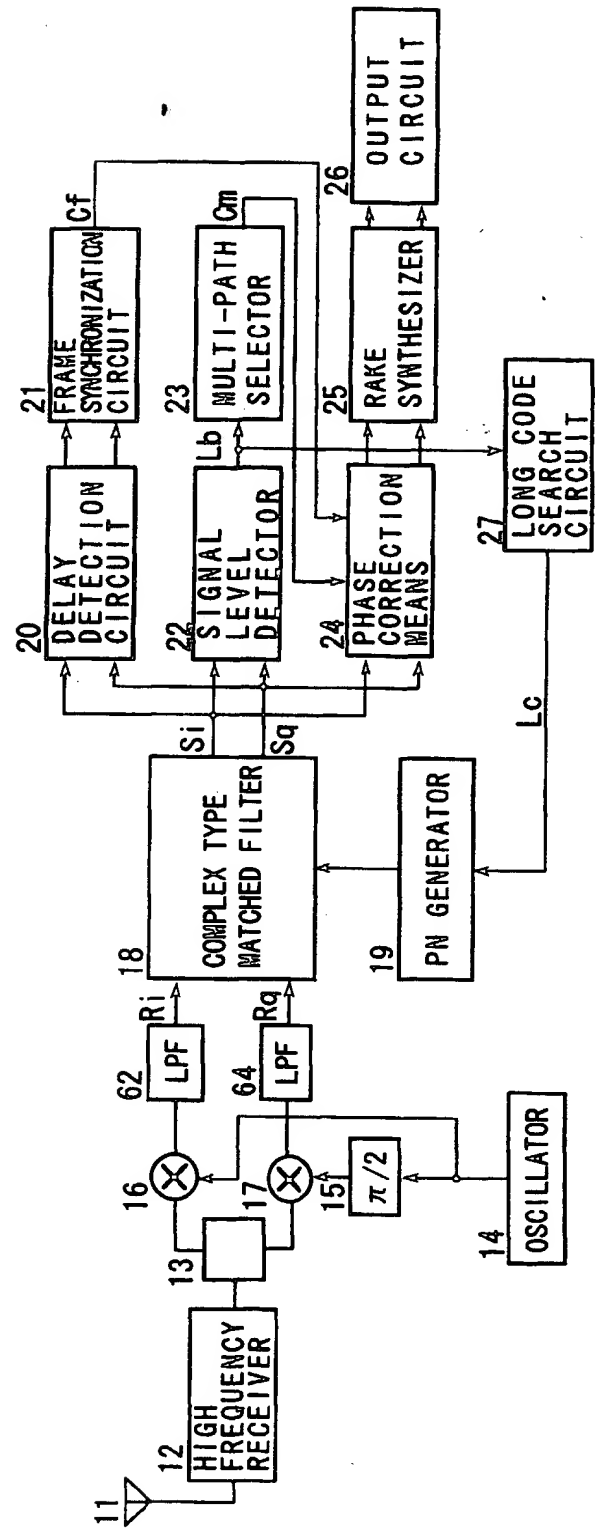 11
12
HIGH
FREQUENCY
RECEIVER
13
16
17
15
π/2
14
OSCILLATOR
62
LPF
Ri
64
LPF
Rq
18
COMPLEX TYPE
MATCHED FILTER
19
PN GENERATOR
Si
Sq
20
DELAY
DETECTION
CIRCUIT
21
FRAME
SYNCHRONIZATION
CIRCUIT
Cf
22
SIGNAL
LEVEL
DETECTOR
Lb
23
MULTI-PATH
SELECTOR
Cm
24
PHASE
CORRECTION
MEANS
25
RAKE
SYNTHESIZER
26
OUTPUT
CIRCUIT
27
LONG CODE
SEARCH
CIRCUIT
Lc